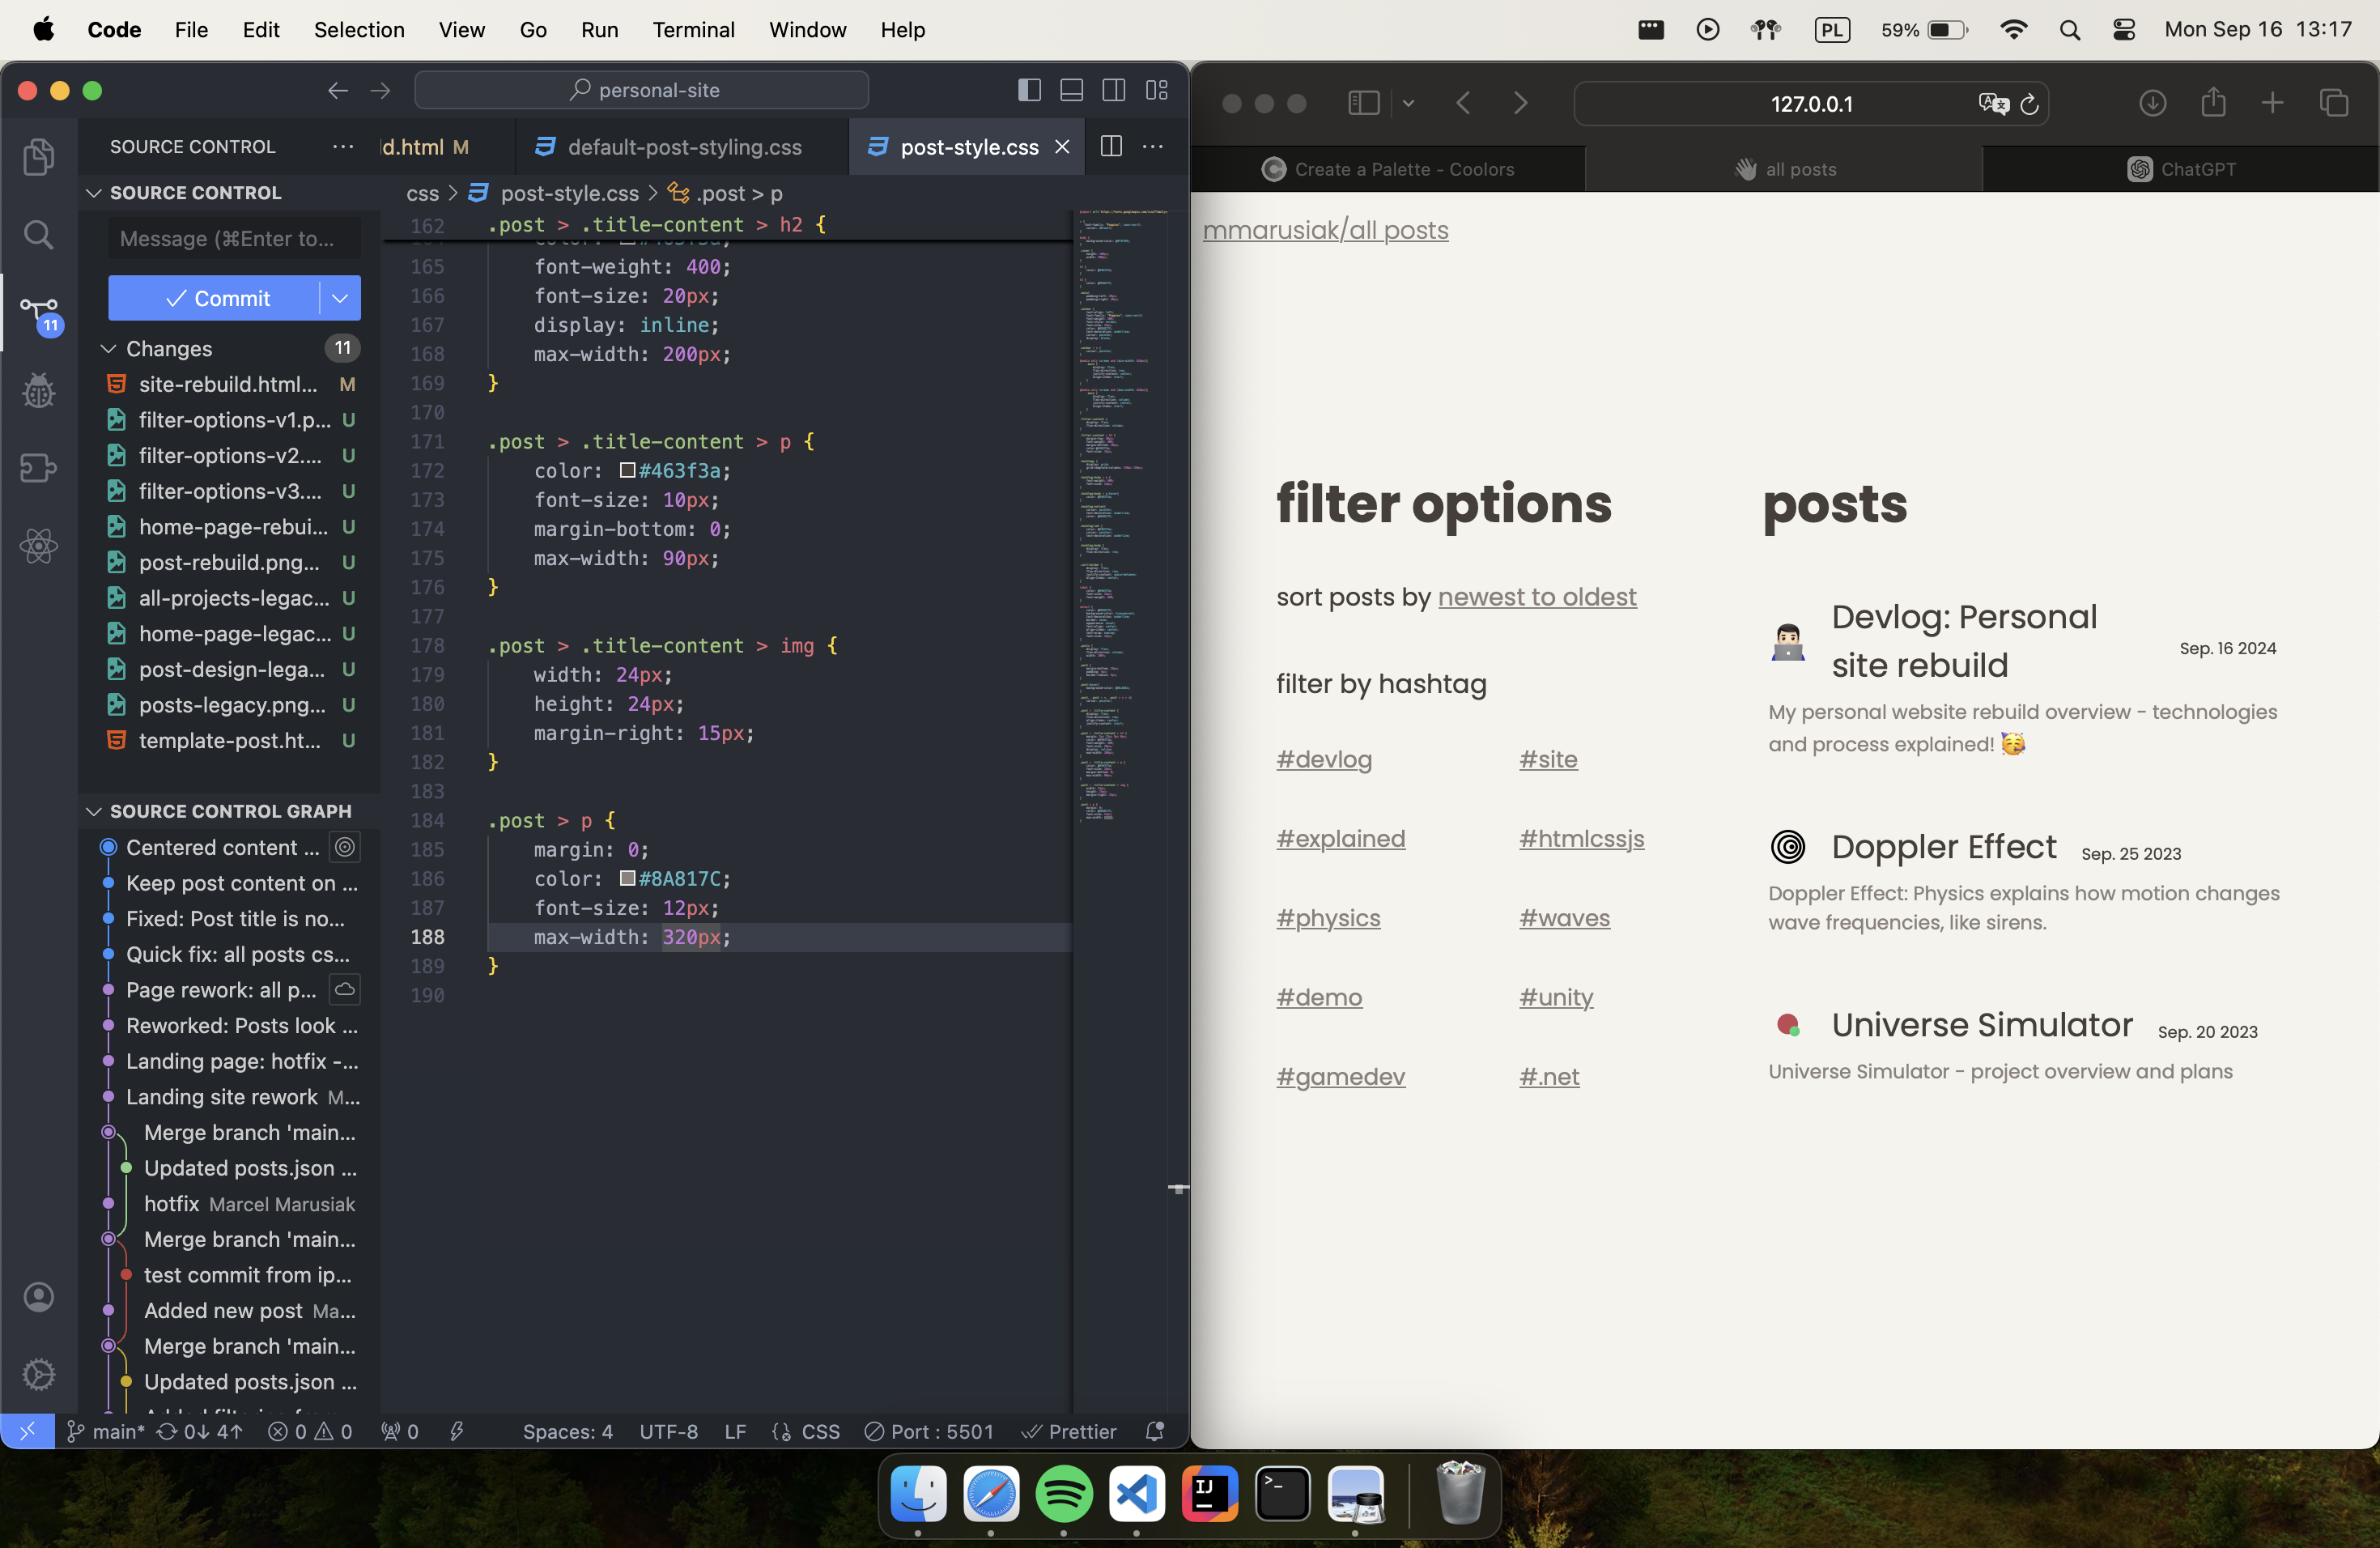 Code File Edit Selection View Go Run Terminal Window Help
PL 59% Mon Sep 16 13:17
personal-site
SOURCE CONTROL
SOURCE CONTROL
Message (⌘Enter to...
Commit
11
Changes 11
site-rebuild.html... M
filter-options-v1.p... U
filter-options-v2.... U
filter-options-v3.... U
home-page-rebui... U
post-rebuild.png... U
all-projects-legac... U
home-page-legac... U
post-design-lega... U
posts-legacy.png... U
template-post.ht... U
SOURCE CONTROL GRAPH
Centered content ...
Keep post content on ...
Fixed: Post title is no...
Quick fix: all posts cs...
Page rework: all p...
Reworked: Posts look ...
Landing page: hotfix -...
Landing site rework M...
Merge branch 'main...
Updated posts.json ...
hotfix Marcel Marusiak
Merge branch 'main...
test commit from ip...
Added new post Ma...
Merge branch 'main...
Updated posts.json ...
d.html M
default-post-styling.css
post-style.css
css > post-style.css > .post > p
162 .post > .title-content > h2 {
165 font-weight: 400;
166 font-size: 20px;
167 display: inline;
168 max-width: 200px;
169 }
170
171 .post > .title-content > p {
172 color: #463f3a;
173 font-size: 10px;
174 margin-bottom: 0;
175 max-width: 90px;
176 }
177
178 .post > .title-content > img {
179 width: 24px;
180 height: 24px;
181 margin-right: 15px;
182 }
183
184 .post > p {
185 margin: 0;
186 color: #8A817C;
187 font-size: 12px;
188 max-width: 320px;
189 }
190
main* 0↓ 4↑ 0 0 0 Spaces: 4 UTF-8 LF CSS Port : 5501 Prettier
127.0.0.1
Create a Palette - Coolors
all posts
ChatGPT
mmarusiak/all posts
filter options
sort posts by newest to oldest
filter by hashtag
#devlog #site
#explained #htmlcssjs
#physics #waves
#demo #unity
#gamedev #.net
posts
Devlog: Personal
site rebuild
Sep. 16 2024
My personal website rebuild overview - technologies
and process explained! 🥳
Doppler Effect Sep. 25 2023
Doppler Effect: Physics explains how motion changes
wave frequencies, like sirens.
Universe Simulator Sep. 20 2023
Universe Simulator - project overview and plans
IJ